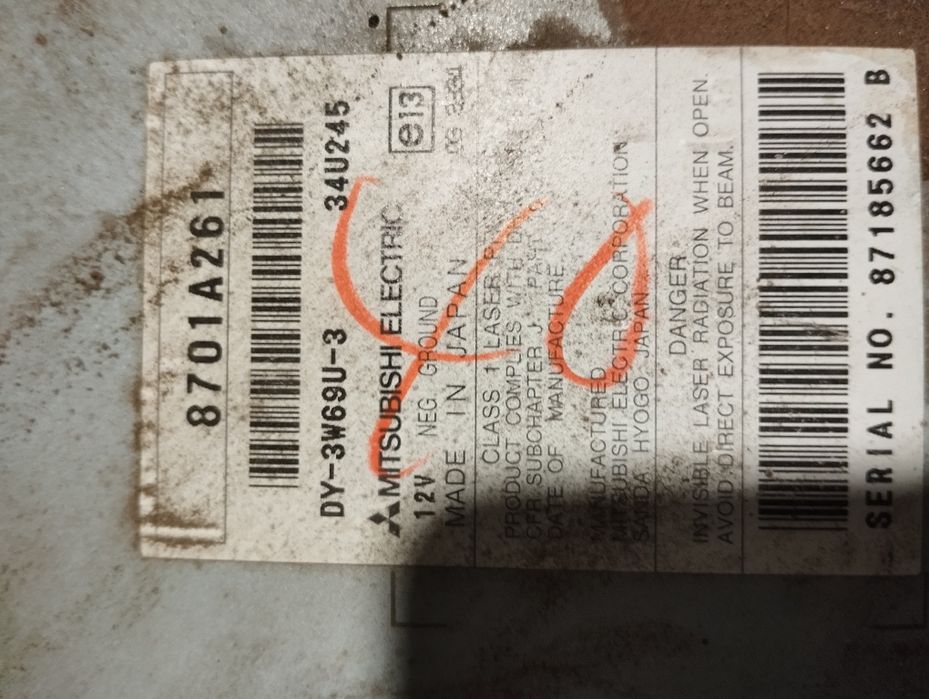 8701A261
DY-3W69U-3 34U245
MITSUBISHI ELECTRIC
12V NEG. GROUND e13
MADE IN JAPAN
CLASS 1 LASER
PRODUCT COMPLIES WITH
CFR SUBCHAPTER J, PART
DATE OF MANUFACTURE
MANUFACTURED
MITSUBISHI ELECTRIC CORPORATION
SANDA HYOGO JAPAN
DANGER
INVISIBLE LASER RADIATION WHEN OPEN.
AVOID DIRECT EXPOSURE TO BEAM.
SERIAL NO. 87185662 B